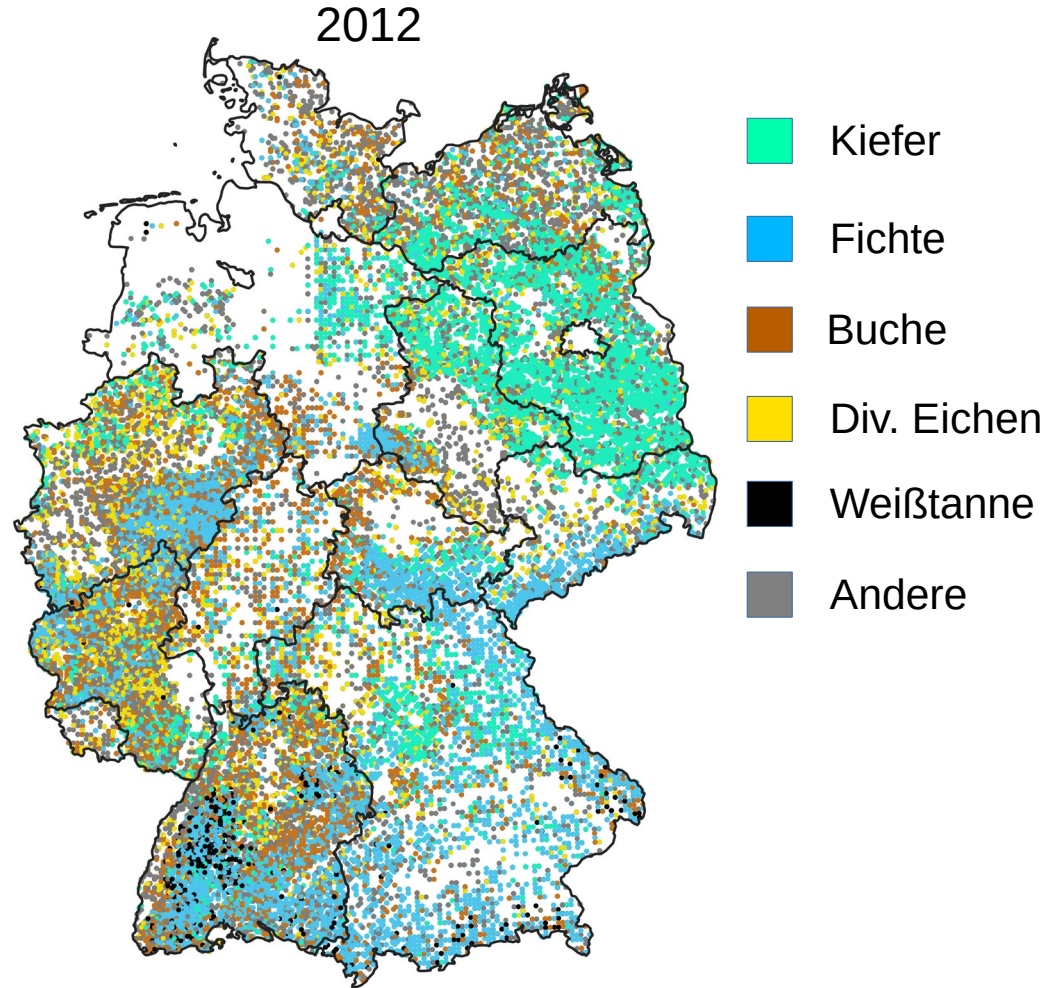 2012
Kiefer
Fichte
Buche
Div. Eichen
Weißtanne
Andere